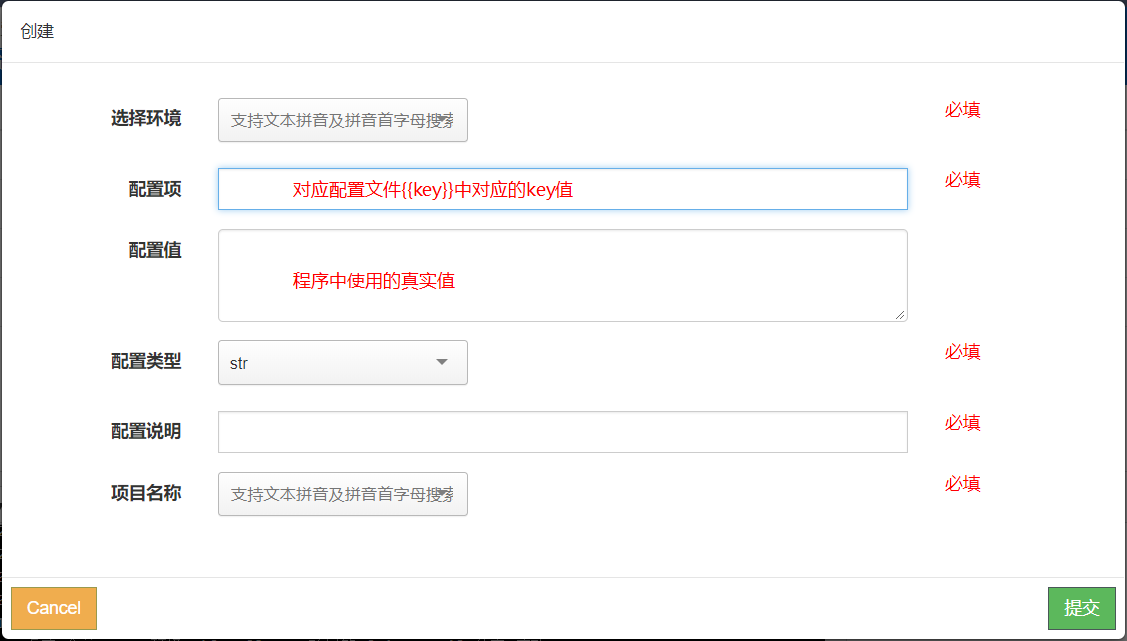 创建
选择环境 支持文本拼音及拼音首字母搜索 必填
配置项 对应配置文件{{key}}中对应的key值 必填
配置值 程序中使用的真实值
配置类型 str 必填
配置说明 必填
项目名称 支持文本拼音及拼音首字母搜索 必填
Cancel 提交